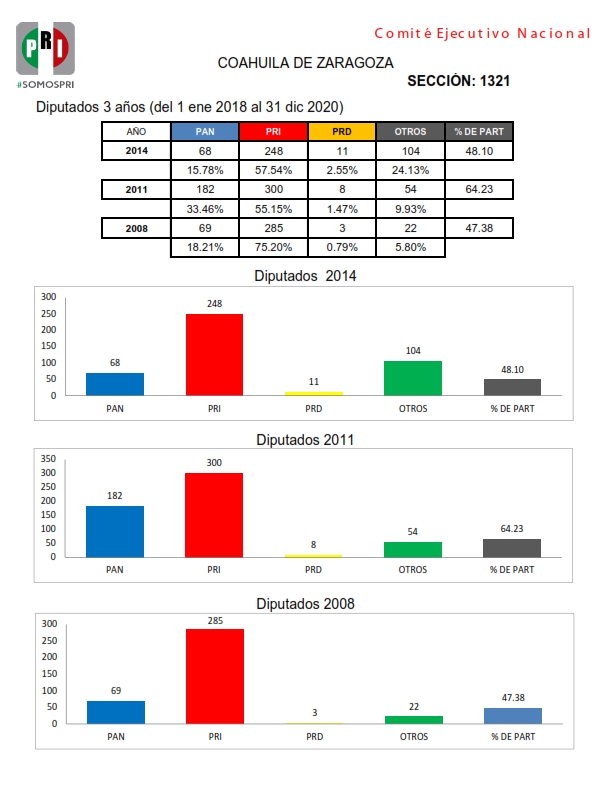 PRI
#SOMOSPRI
Comité Ejecutivo Nacional
COAHUILA DE ZARAGOZA
SECCIÓN: 1321
Diputados 3 años (del 1 ene 2018 al 31 dic 2020)
AÑO PAN PRI PRD OTROS % DE PART
2014 68 248 11 104 48.10
15.78% 57.54% 2.55% 24.13%
2011 182 300 8 54 64.23
33.46% 55.15% 1.47% 9.93%
2008 69 285 3 22 47.38
18.21% 75.20% 0.79% 5.80%
Diputados 2014
300
250
200
150
100
50
0
68 248 11 104 48.10
PAN PRI PRD OTROS % DE PART
Diputados 2011
350
300
250
200
150
100
50
0
182 300 8 54 64.23
PAN PRI PRD OTROS % DE PART
Diputados 2008
300
250
200
150
100
50
0
69 285 3 22 47.38
PAN PRI PRD OTROS % DE PART